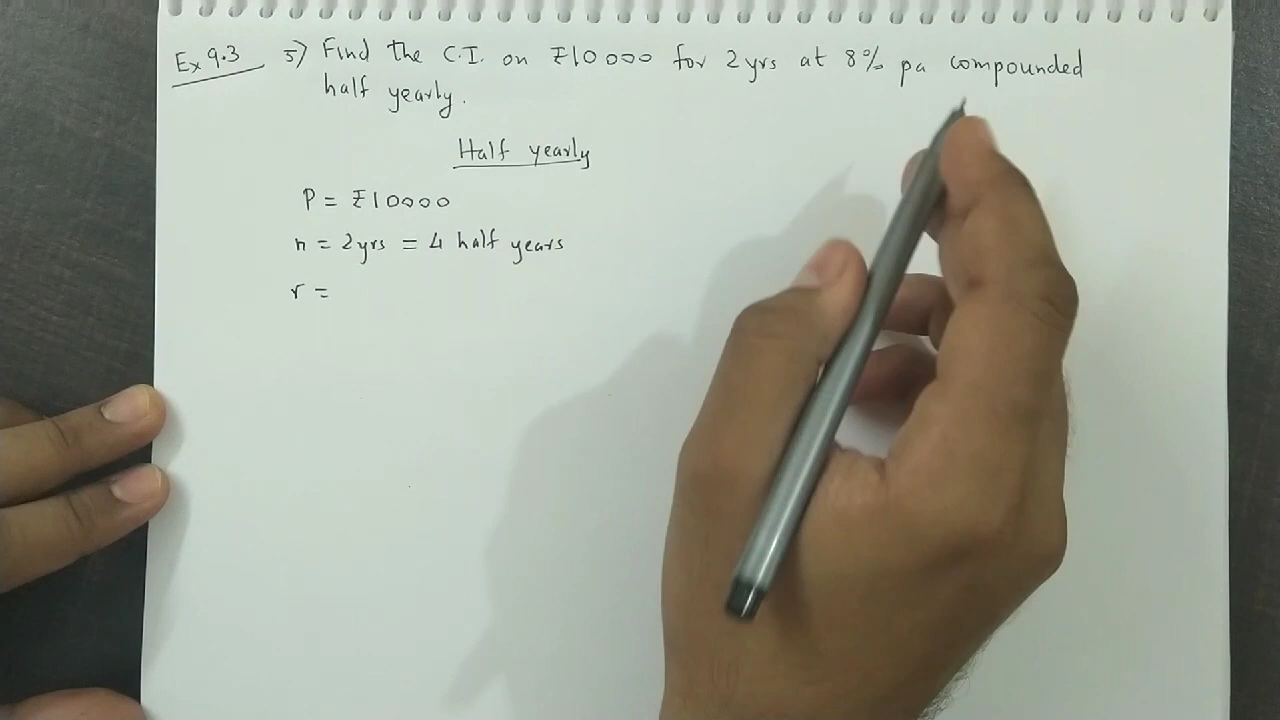 Ex 9.3 5) Find the C.I. on ₹10000 for 2yrs at 8% pa compounded
half yearly.
Half yearly
P = ₹10000
n = 2yrs = 4 half years
r =